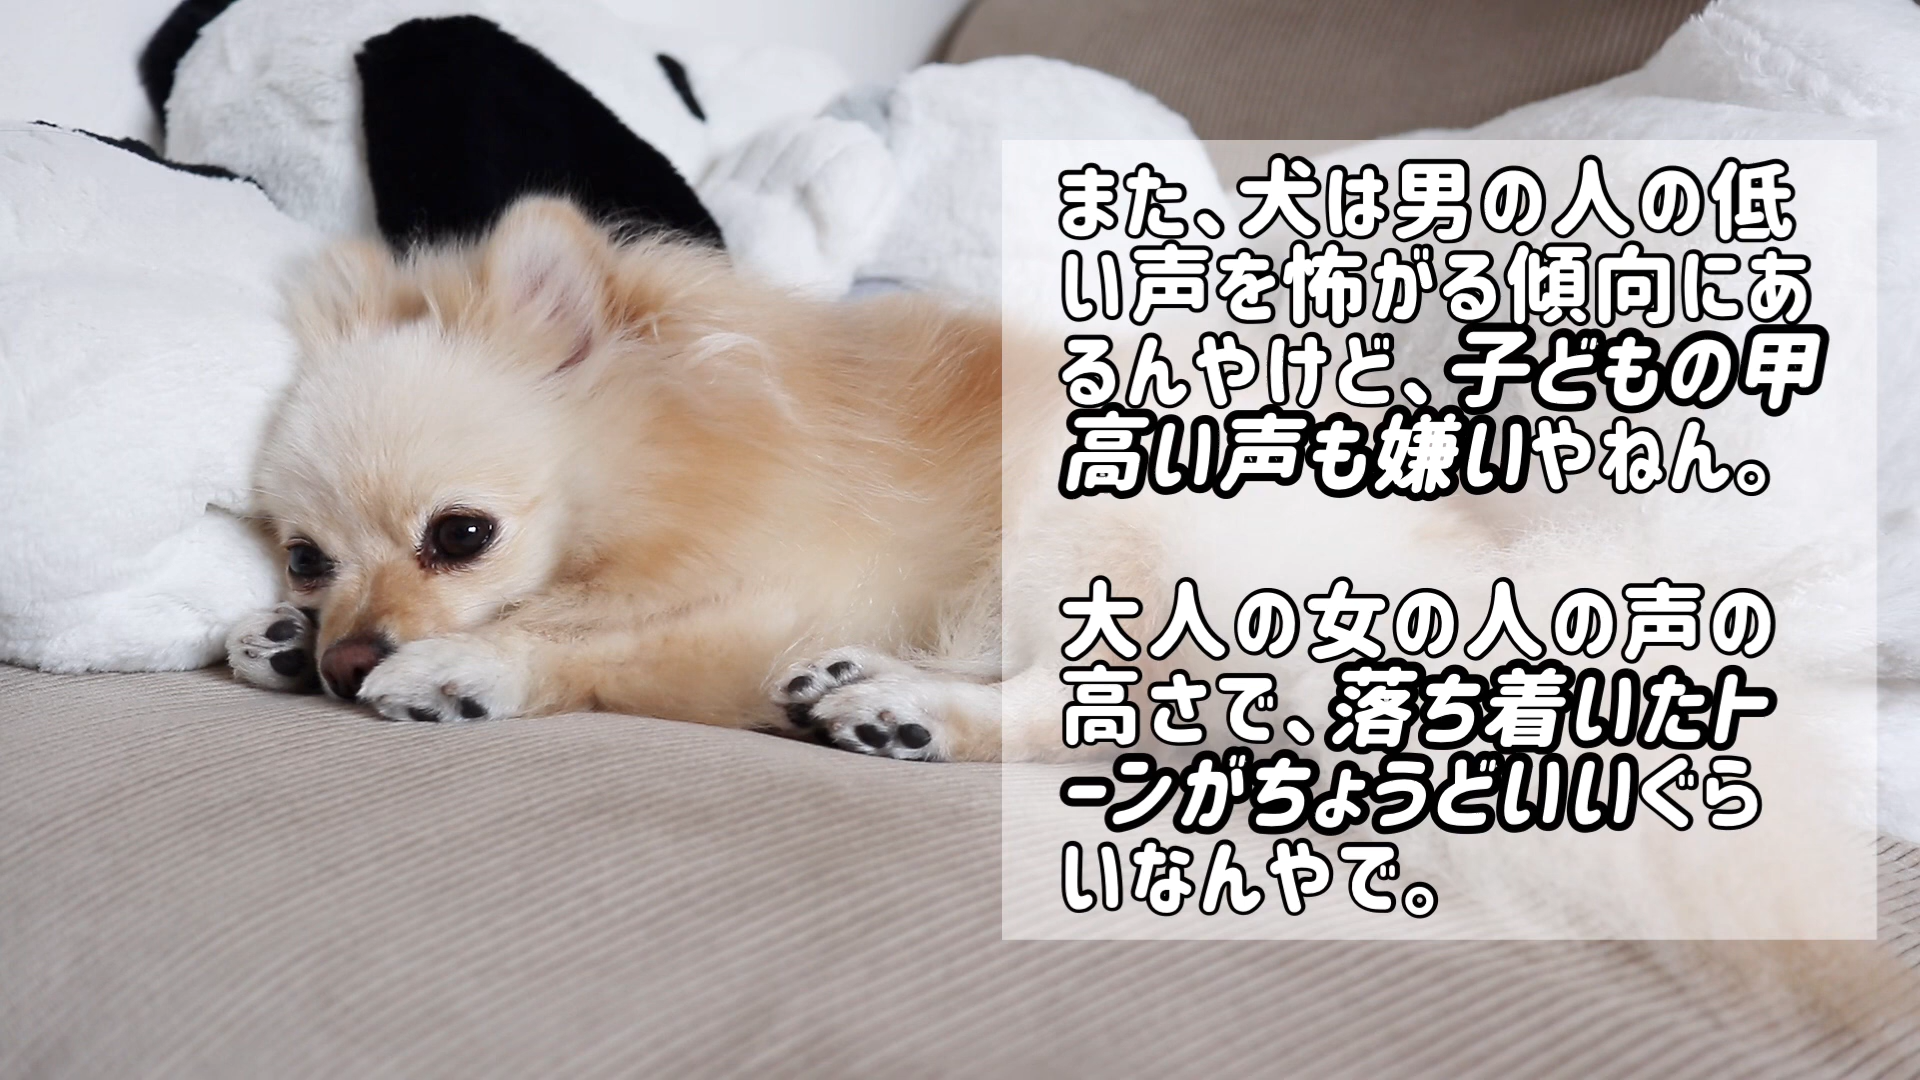 また、犬は男の人の低
い声を怖がる傾向にあ
るんやけど、子どもの甲
高い声も嫌いやねん。
大人の女の人の声の
高さで、落ち着いたト
ーンがちょうどいいぐら
いなんやで。